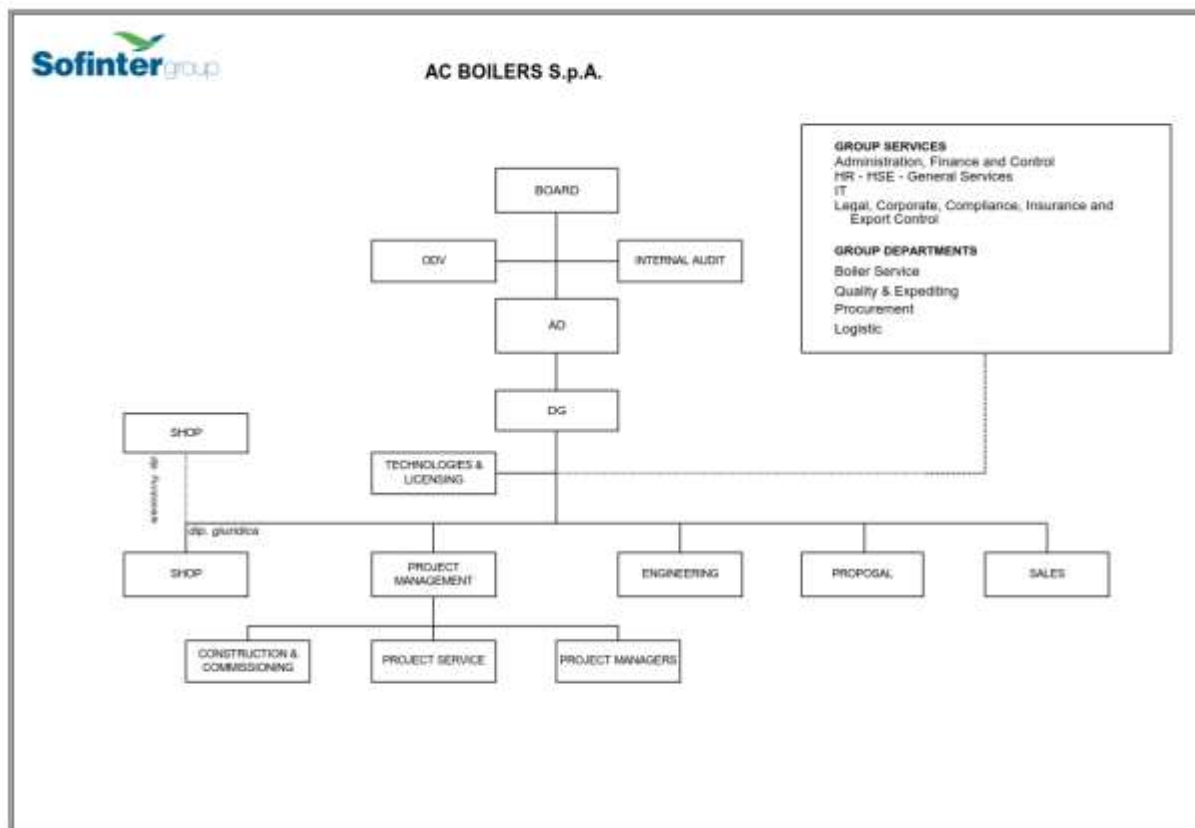 Sofinter group
AC BOILERS S.p.A.
GROUP SERVICES
Administration, Finance and Control
HR - HSE - General Services
IT
Legal, Corporate, Compliance, Insurance and
Export Control
GROUP DEPARTMENTS
Boiler Service
Quality & Expediting
Procurement
Logistic
BOARD
ODV
INTERNAL AUDIT
AD
DG
SHOP
TECHNOLOGIES &
LICENSING
dip. giuridica
SHOP
PROJECT
MANAGEMENT
ENGINEERING
PROPOSAL
SALES
CONSTRUCTION &
COMMISSIONING
PROJECT SERVICE
PROJECT MANAGERS